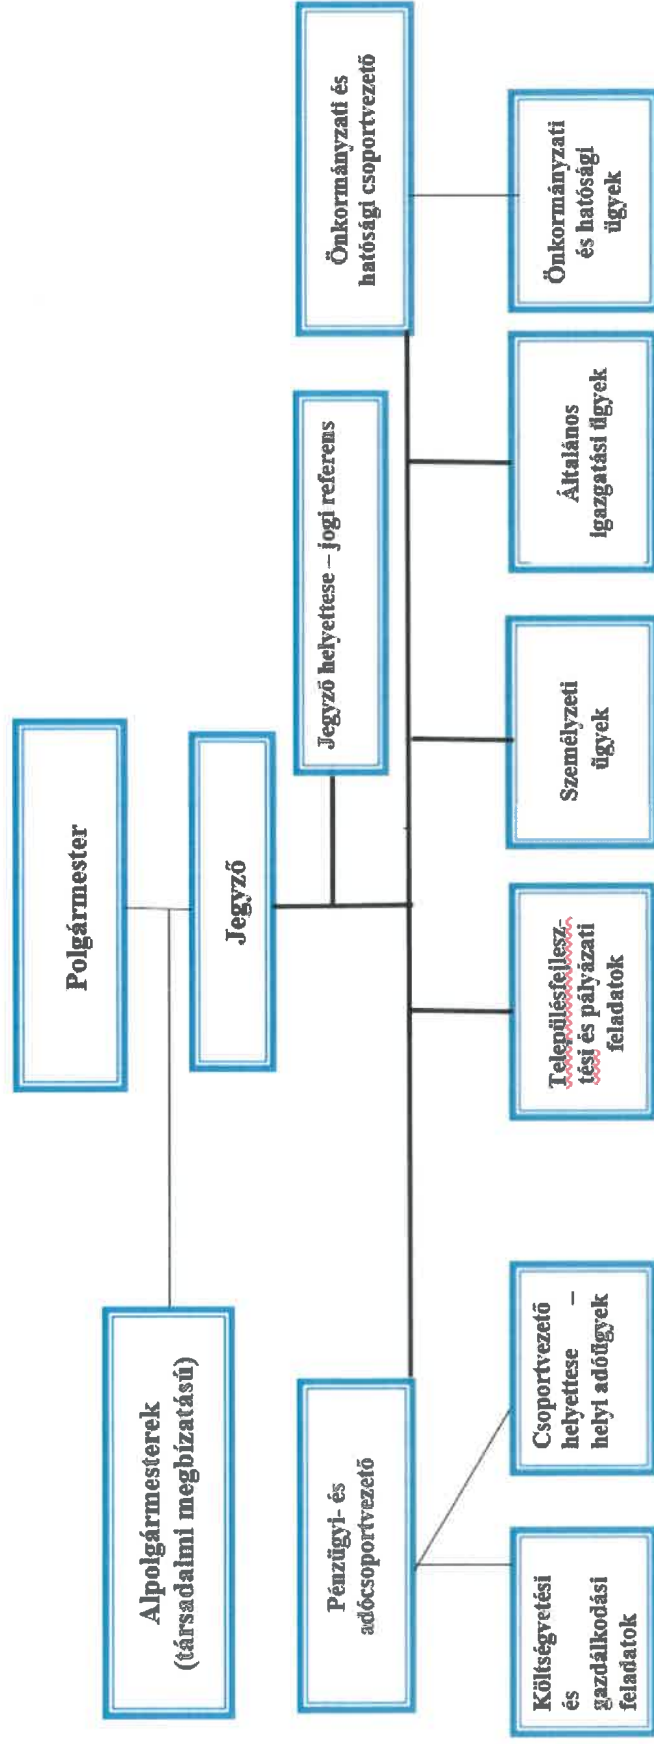 Polgármester
Alpolgármesterek
(társadalmi megbízatású)
Jegyző
Jegyző helyettese – jogi referens
Pénzügyi- és
adócsoportvezető
Önkormányzati és
hatósági csoportvezető
Költségvetési
és
gazdálkodási
feladatok
Csoportvezető
helyettese –
helyi adóügyek
Településfejlesz-
tési és pályázati
feladatok
Személyzeti
ügyek
Általános
igazgatási ügyek
Önkormányzati
és hatósági
ügyek